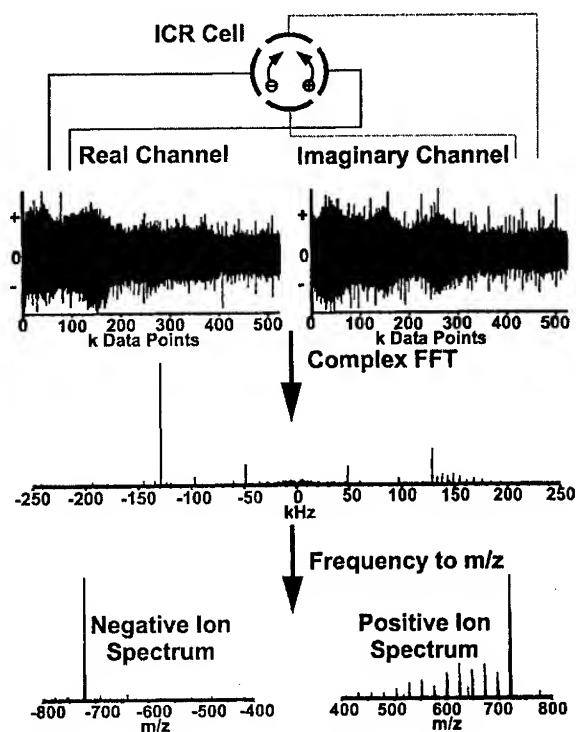 ICR Cell
⊖ ⊕
Real Channel
Imaginary Channel
+
0
-
0 100 200 300 400 500
k Data Points
+
0
-
0 100 200 300 400 500
k Data Points
Complex FFT
-250 -200 -150 -100 -50 0 50 100 150 200 250
kHz
Frequency to m/z
Negative Ion
Spectrum
-800 -700 -600 -500 -400
m/z
Positive Ion
Spectrum
400 500 600 700 800
m/z